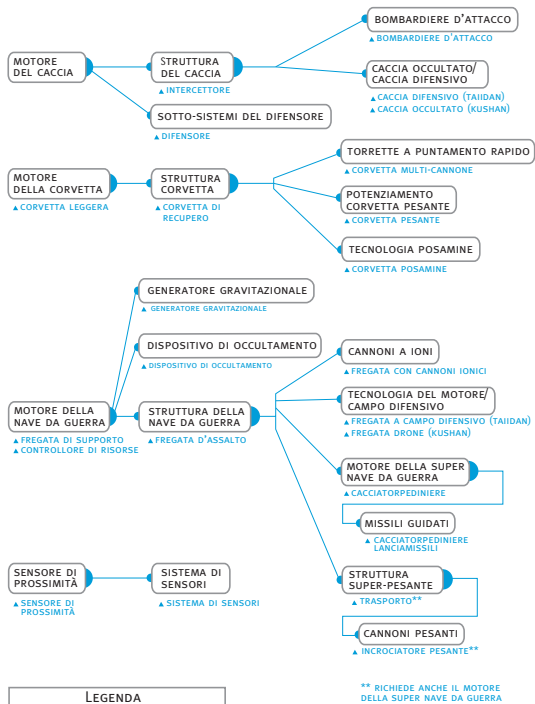 BOMBARDIERE D'ATTACCO
▲ BOMBARDIERE D'ATTACCO
MOTORE
DEL CACCIA
STRUTTURA
DEL CACCIA
▲ INTERCETTORE
CACCIA OCCULTATO/
CACCIA DIFENSIVO
▲ CACCIA DIFENSIVO (TAIIDAN)
▲ CACCIA OCCULTATO (KUSHAN)
SOTTO-SISTEMI DEL DIFENSORE
▲ DIFENSORE
TORRETTE A PUNTAMENTO RAPIDO
▲ CORVETTA MULTI-CANNONE
MOTORE
DELLA CORVETTA
▲ CORVETTA LEGGERA
STRUTTURA
CORVETTA
▲ CORVETTA DI
RECUPERO
POTENZIAMENTO
CORVETTA PESANTE
▲ CORVETTA PESANTE
TECNOLOGIA POSAMINE
▲ CORVETTA POSAMINE
GENERATORE GRAVITAZIONALE
▲ GENERATORE GRAVITAZIONALE
DISPOSITIVO DI OCCULTAMENTO
▲ DISPOSITIVO DI OCCULTAMENTO
CANNONI A IONI
▲ FREGATA CON CANNONI IONICI
TECNOLOGIA DEL MOTORE/
CAMPO DIFENSIVO
▲ FREGATA A CAMPO DIFENSIVO (TAIIDAN)
▲ FREGATA DRONE (KUSHAN)
MOTORE DELLA
NAVE DA GUERRA
▲ FREGATA DI SUPPORTO
▲ CONTROLLORE DI RISORSE
STRUTTURA DELLA
NAVE DA GUERRA
▲ FREGATA D'ASSALTO
MOTORE DELLA SUPER
NAVE DA GUERRA
▲ CACCIATORPEDINIERE
MISSILI GUIDATI
▲ CACCIATORPEDINIERE
LANCIAMISSILI
SENSORE DI
PROSSIMITÀ
▲ SENSORE DI
PROSSIMITÀ
SISTEMA DI
SENSORI
▲ SISTEMA DI SENSORI
STRUTTURA
SUPER-PESANTE
▲ TRASPORTO**
CANNONI PESANTI
▲ INCROCIATORE PESANTE**
LEGENDA
** RICHIEDE ANCHE IL MOTORE
DELLA SUPER NAVE DA GUERRA